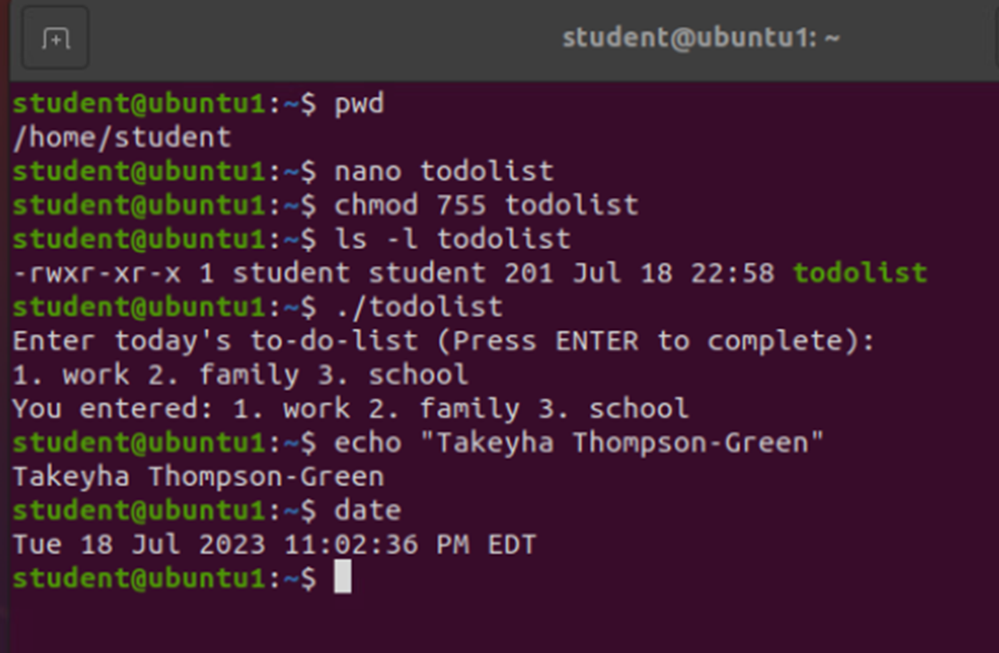 student@ubuntu1: ~
student@ubuntu1:~$ pwd
/home/student
student@ubuntu1:~$ nano todolist
student@ubuntu1:~$ chmod 755 todolist
student@ubuntu1:~$ ls -l todolist
-rwxr-xr-x 1 student student 201 Jul 18 22:58 todolist
student@ubuntu1:~$ ./todolist
Enter today's to-do-list (Press ENTER to complete):
1. work 2. family 3. school
You entered: 1. work 2. family 3. school
student@ubuntu1:~$ echo "Takeyha Thompson-Green"
Takeyha Thompson-Green
student@ubuntu1:~$ date
Tue 18 Jul 2023 11:02:36 PM EDT
student@ubuntu1:~$